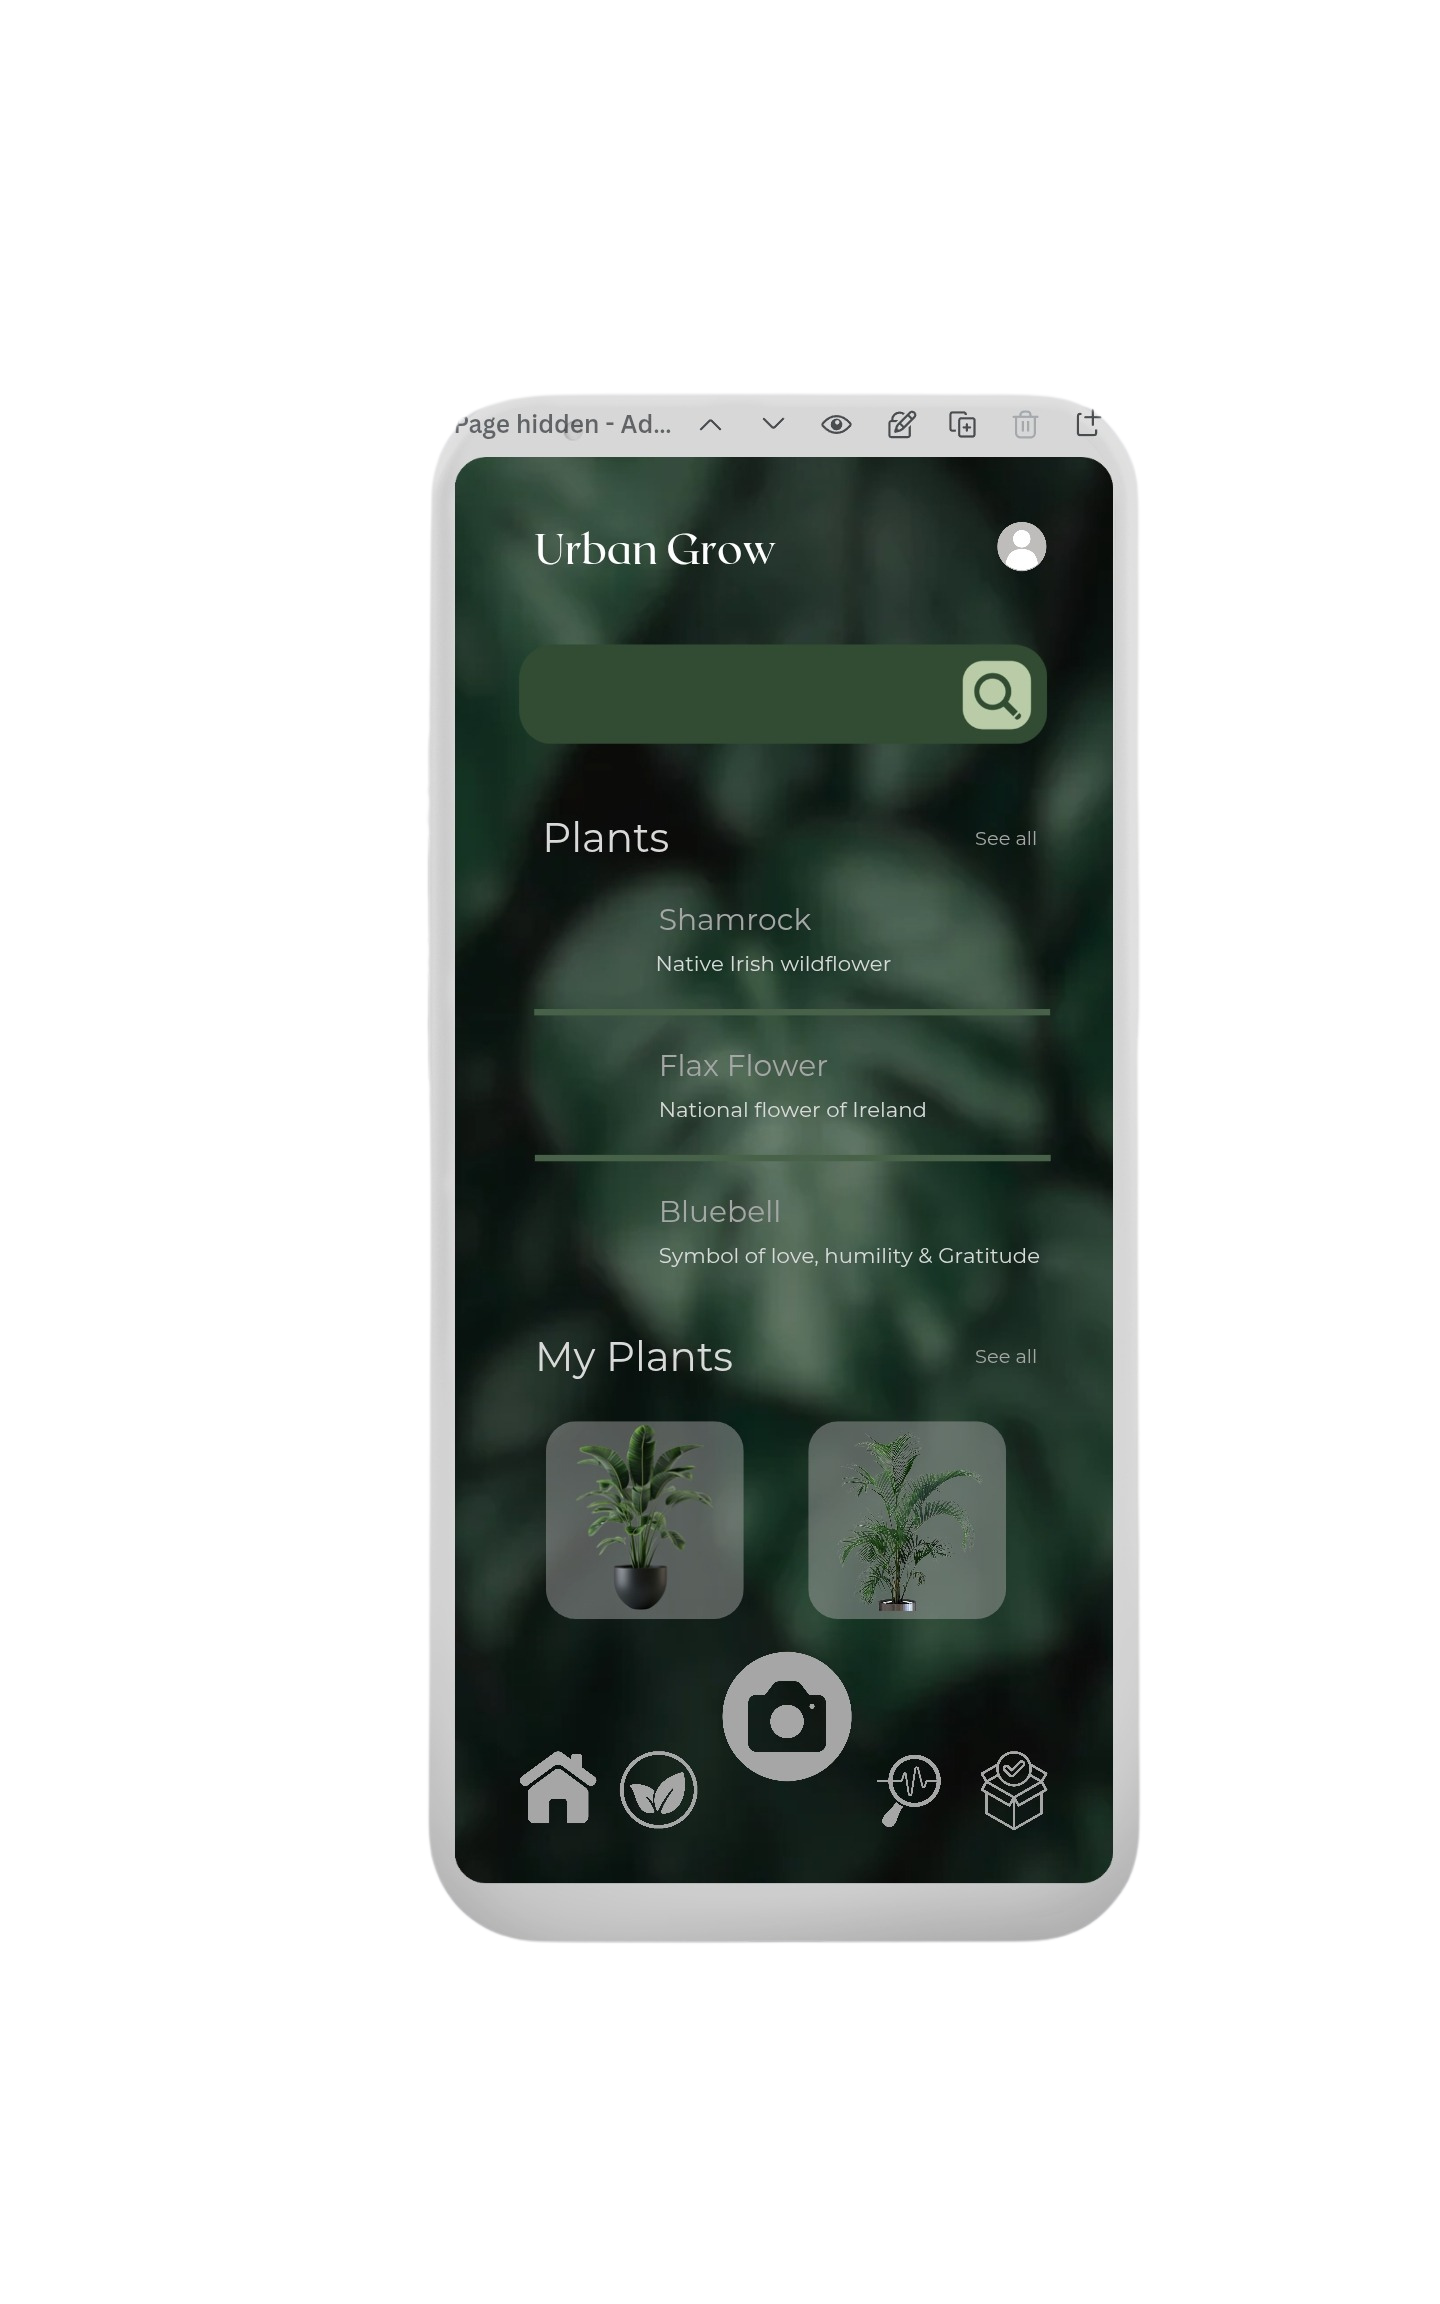 Page hidden - Ad...
Urban Grow
Plants
See all
Shamrock
Native Irish wildflower
Flax Flower
National flower of Ireland
Bluebell
Symbol of love, humility & Gratitude
My Plants
See all